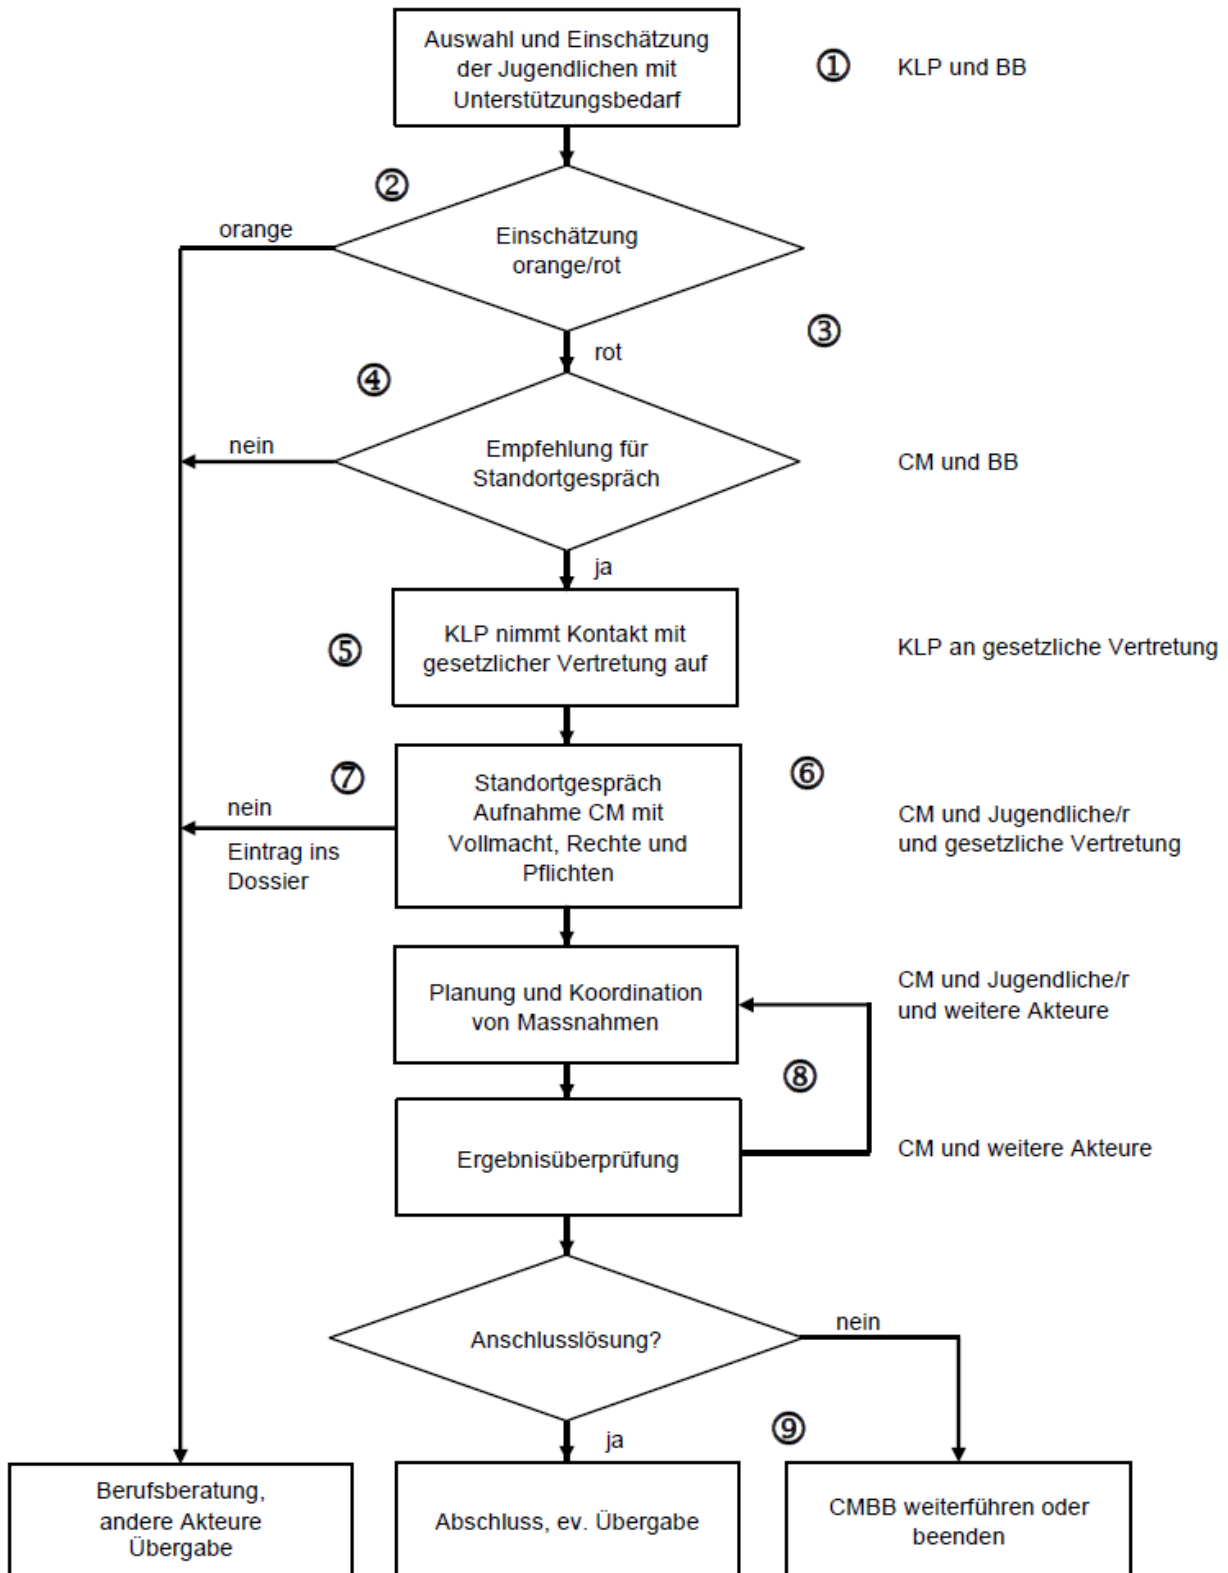 Auswahl und Einschätzung
der Jugendlichen mit
Unterstützungsbedarf
①
KLP und BB
②
orange
Einschätzung
orange/rot
③
rot
④
nein
Empfehlung für
Standortgespräch
CM und BB
ja
⑤
KLP nimmt Kontakt mit
gesetzlicher Vertretung auf
KLP an gesetzliche Vertretung
⑦
nein
Eintrag ins
Dossier
Standortgespräch
Aufnahme CM mit
Vollmacht, Rechte und
Pflichten
⑥
CM und Jugendliche/r
und gesetzliche Vertretung
Planung und Koordination
von Massnahmen
CM und Jugendliche/r
und weitere Akteure
⑧
Ergebnisüberprüfung
CM und weitere Akteure
Anschlusslösung?
nein
ja
⑨
Berufsberatung,
andere Akteure
Übergabe
Abschluss, ev. Übergabe
CMBB weiterführen oder
beenden